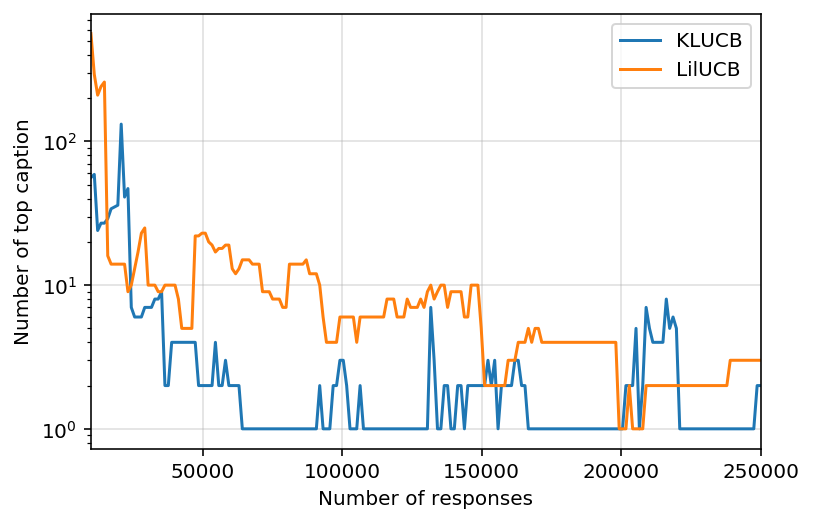 KLUCB
LilUCB
Number of top caption
10²
10¹
10⁰
50000 100000 150000 200000 250000
Number of responses